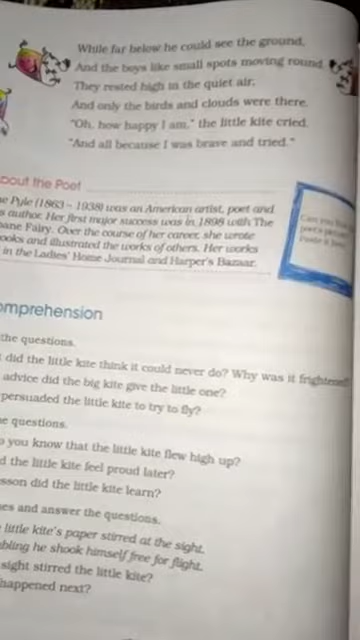 While far below he could see the ground,
And the boys like small spots moving round.
They rested high in the quiet air,
And only the birds and clouds were there.
"Oh, how happy I am," the little kite cried,
"And all because I was brave and tried."
bout the Poet
e Pyle (1863 – 1938) was an American artist, poet and
s author. Her first major success was in 1898 with The
ane Fairy. Over the course of her career, she wrote
ooks and illustrated the works of others. Her works
in the Ladies' Home Journal and Harper's Bazaar.
Can you
poet's
Paste it
omprehension
the questions.
did the little kite think it could never do? Why was it frightened?
advice did the big kite give the little one?
persuaded the little kite to try to fly?
e questions.
o you know that the little kite flew high up?
d the little kite feel proud later?
sson did the little kite learn?
es and answer the questions.
little kite's paper stirred at the sight,
mbling he shook himself free for flight.
sight stirred the little kite?
happened next?